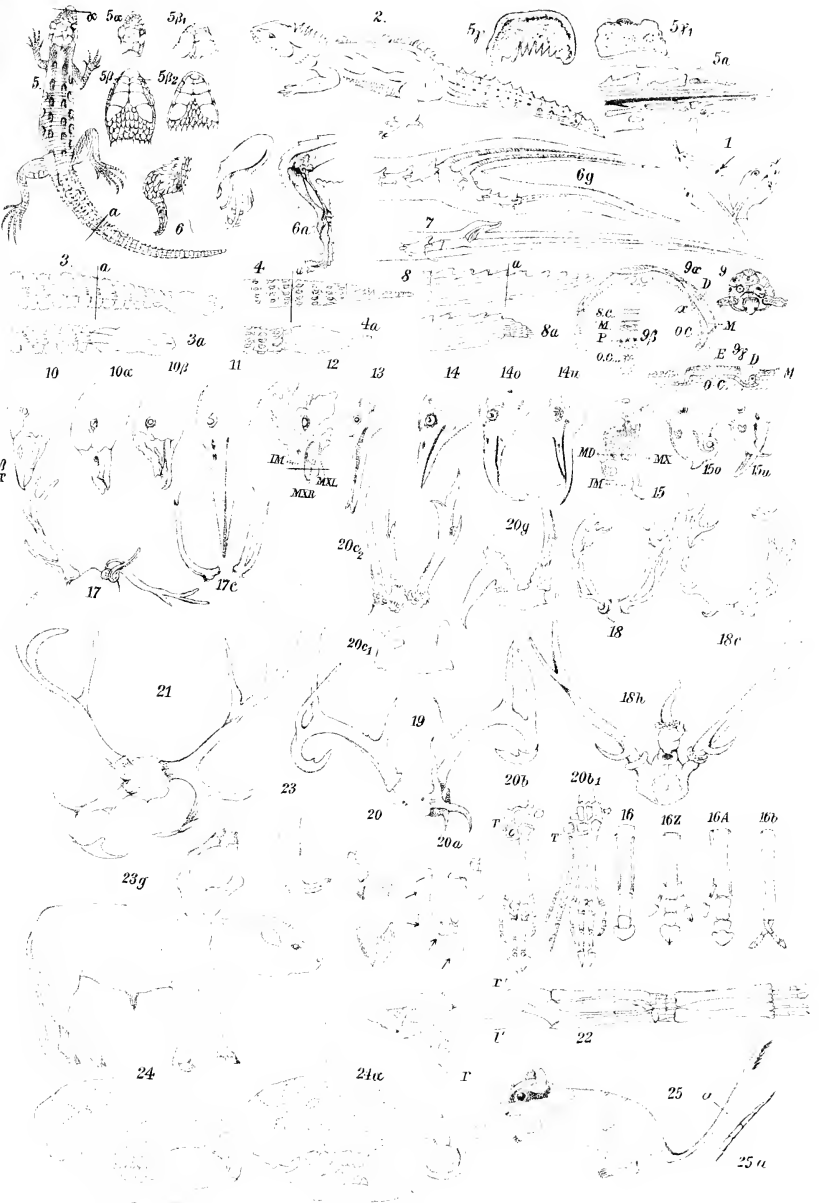 α 5α 5β1 2. 5γ 5γ1
5. 5β 5β2 5a
1
6g
a 6 6a 7
3. a 4. 8 a 9α D 9
S.C. x
M O.C. M
3a 4a 8a P 9β
O.C. E 9γ D M
O.C.
10 10α 10β 11 12 13 14 14o 14u
IM MD MX
MXL 15o 15u
MXR IM 15
20c2 20g
17 17c 18 18c
20c1
21 18h
19
23 20b 20b1
20 16 16Z 16A 16b
20a T T
23g
22
24 24α 25
25a